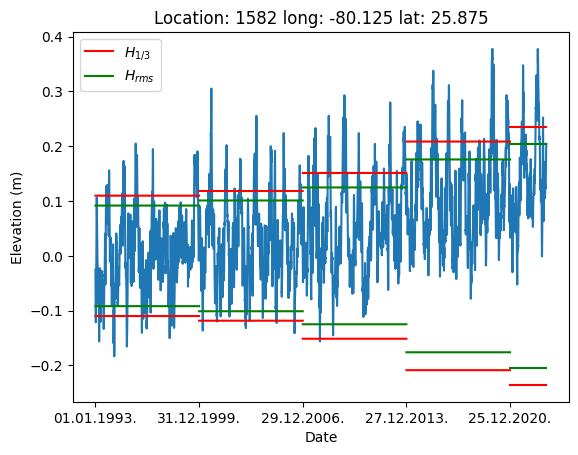 Location: 1582 long: -80.125 lat: 25.875
H1/3
Hrms
Elevation (m)
0.4
0.3
0.2
0.1
0.0
−0.1
−0.2
01.01.1993. 31.12.1999. 29.12.2006. 27.12.2013. 25.12.2020.
Date